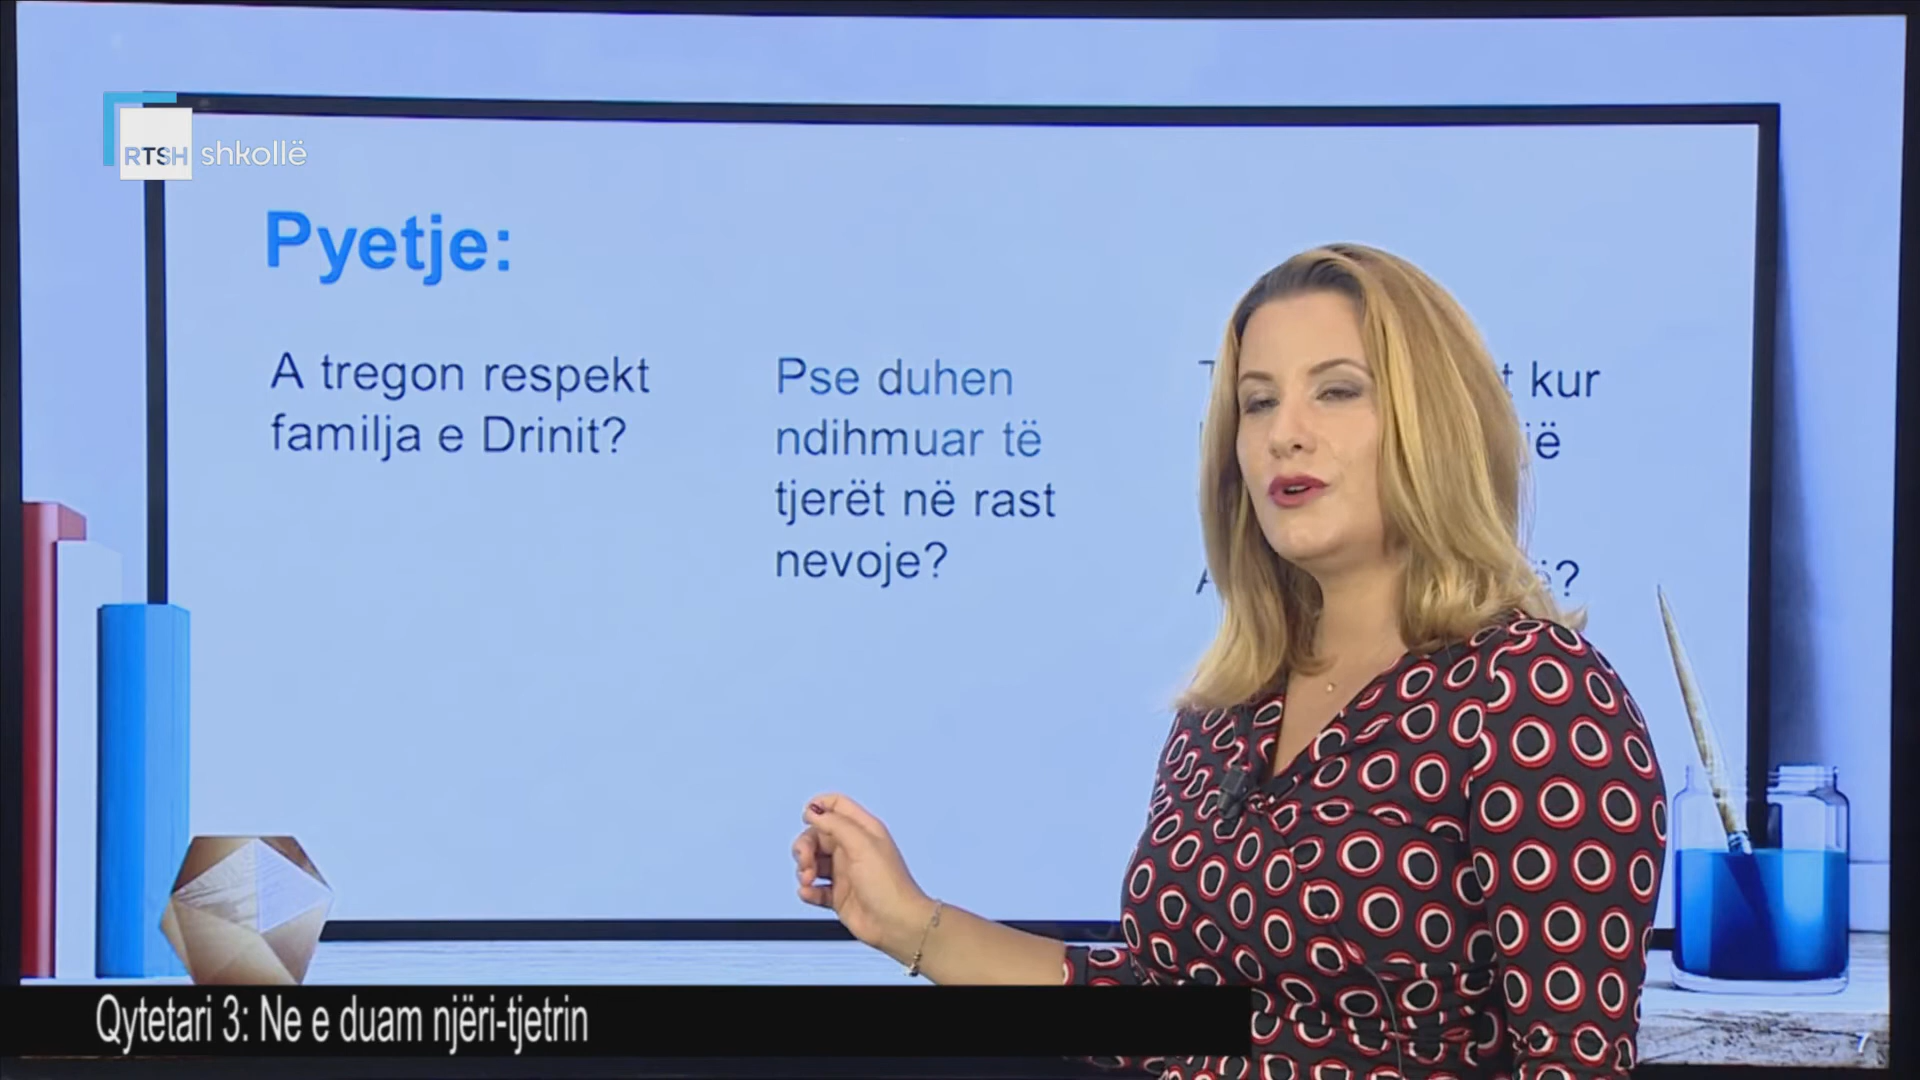 RTSH shkollë
Pyetje:
A tregon respekt
familja e Drinit?
Pse duhen
ndihmuar të
tjerët në rast
nevoje?
kur
Qytetari 3: Ne e duam njëri-tjetrin
7